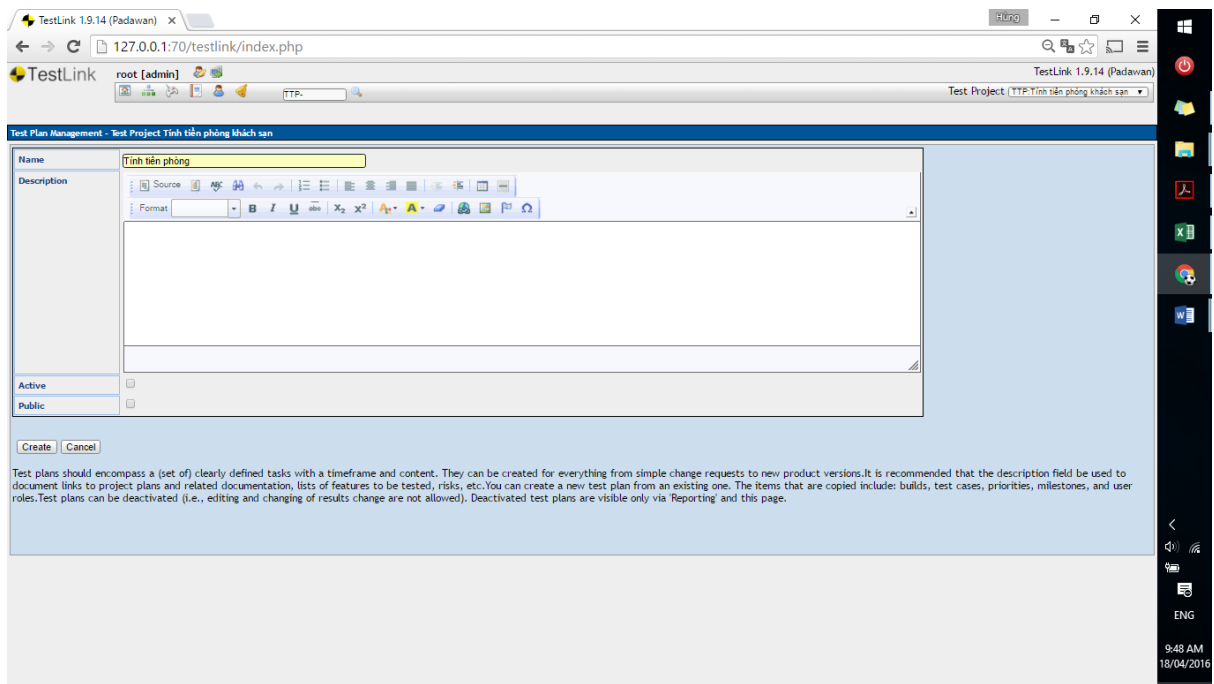 TestLink 1.9.14 (Padawan)
Hùng
127.0.0.1:70/testlink/index.php
TestLink
root [admin]
TestLink 1.9.14 (Padawan)
TTP-
Test Project TTP:Tính tiền phòng khách sạn
Test Plan Management - Test Project Tính tiền phòng khách sạn
Name
Tính tiền phòng
Description
Source
ABC
Format
B I U abc X₂ X² A A Ω
Active
Public
Create Cancel
Test plans should encompass a (set of) clearly defined tasks with a timeframe and content. They can be created for everything from simple change requests to new product versions.It is recommended that the description field be used to
document links to project plans and related documentation, lists of features to be tested, risks, etc.You can create a new test plan from an existing one. The items that are copied include: builds, test cases, priorities, milestones, and user
roles.Test plans can be deactivated (i.e., editing and changing of results change are not allowed). Deactivated test plans are visible only via 'Reporting' and this page.
ENG
9:48 AM
18/04/2016